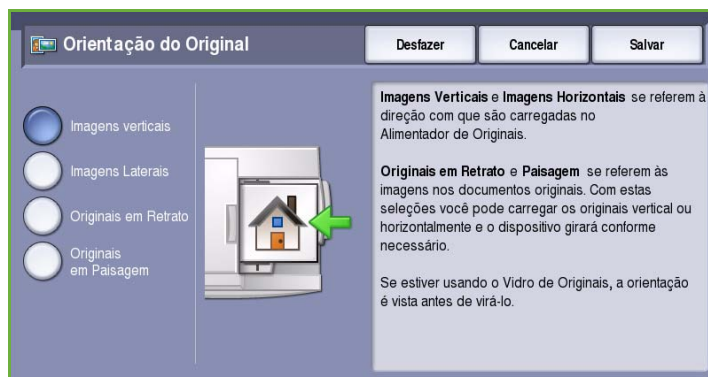 Orientação do Original
Desfazer
Cancelar
Salvar
Imagens verticais
Imagens Laterais
Originais em Retrato
Originais
em Paisagem
Imagens Verticais e Imagens Horizontais se referem à
direção com que são carregadas no
Alimentador de Originais.
Originais em Retrato e Paisagem se referem às
imagens nos documentos originais. Com estas
seleções você pode carregar os originais vertical ou
horizontalmente e o dispositivo girará conforme
necessário.
Se estiver usando o Vidro de Originais, a orientação
é vista antes de virá-lo.